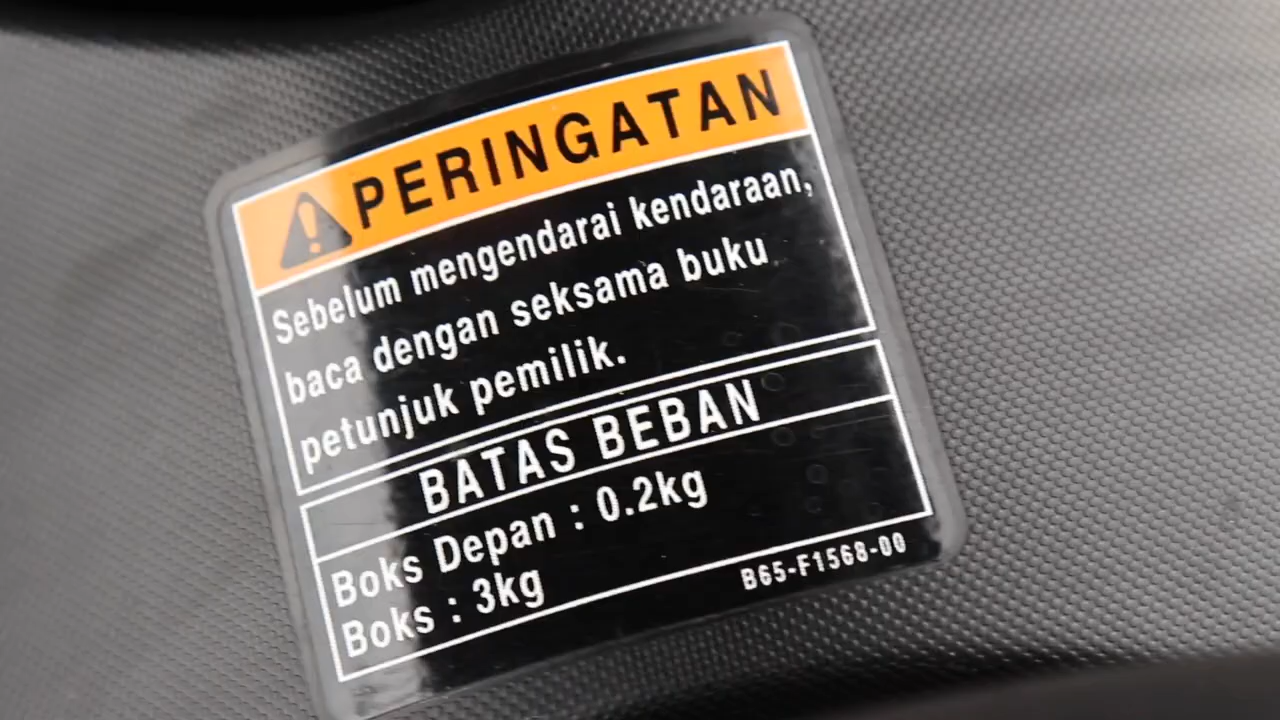 PERINGATAN
Sebelum mengendarai kendaraan,
baca dengan seksama buku
petunjuk pemilik.
BATAS BEBAN
Boks Depan : 0.2kg
Boks : 3kg
B65-F1568-00